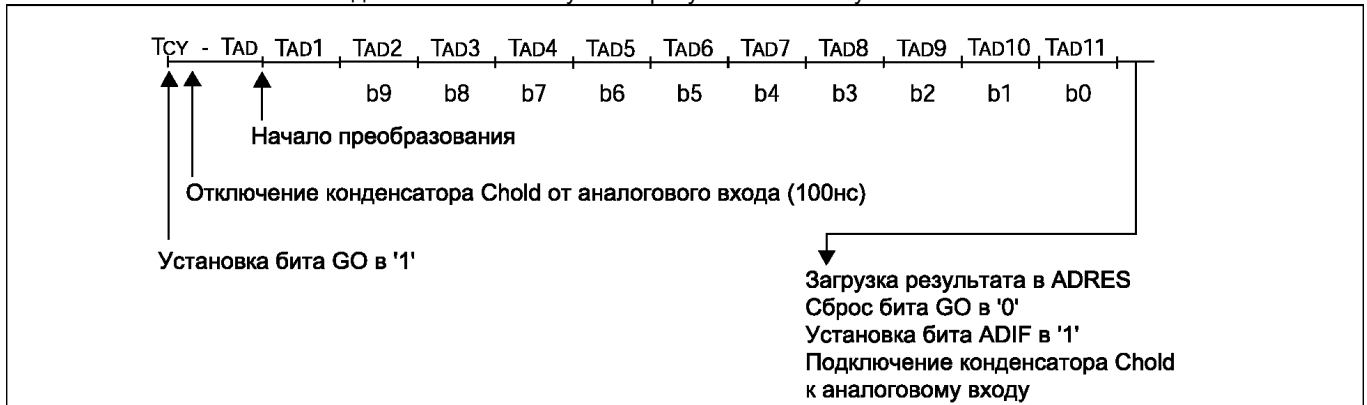 TCY - TAD TAD1 TAD2 TAD3 TAD4 TAD5 TAD6 TAD7 TAD8 TAD9 TAD10 TAD11
b9 b8 b7 b6 b5 b4 b3 b2 b1 b0
Начало преобразования
Отключение конденсатора Chold от аналогового входа (100нс)
Установка бита GO в '1'
Загрузка результата в ADRES
Сброс бита GO в '0'
Установка бита ADIF в '1'
Подключение конденсатора Chold
к аналоговому входу